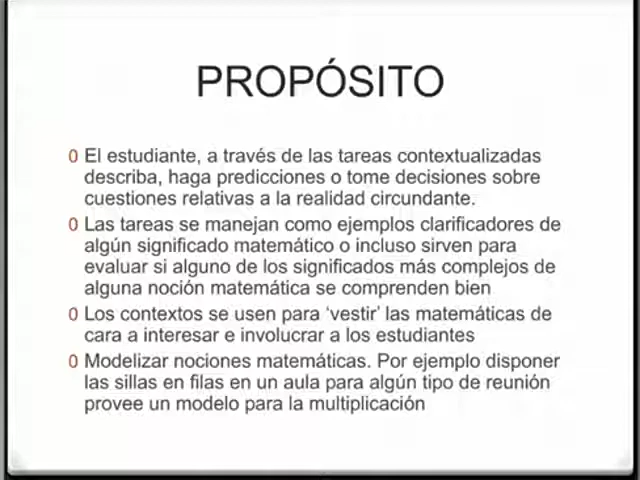 PROPÓSITO
0 El estudiante, a través de las tareas contextualizadas
describa, haga predicciones o tome decisiones sobre
cuestiones relativas a la realidad circundante.
0 Las tareas se manejan como ejemplos clarificadores de
algún significado matemático o incluso sirven para
evaluar si alguno de los significados más complejos de
alguna noción matemática se comprenden bien
0 Los contextos se usen para ‘vestir’ las matemáticas de
cara a interesar e involucrar a los estudiantes
0 Modelizar nociones matemáticas. Por ejemplo disponer
las sillas en filas en un aula para algún tipo de reunión
provee un modelo para la multiplicación